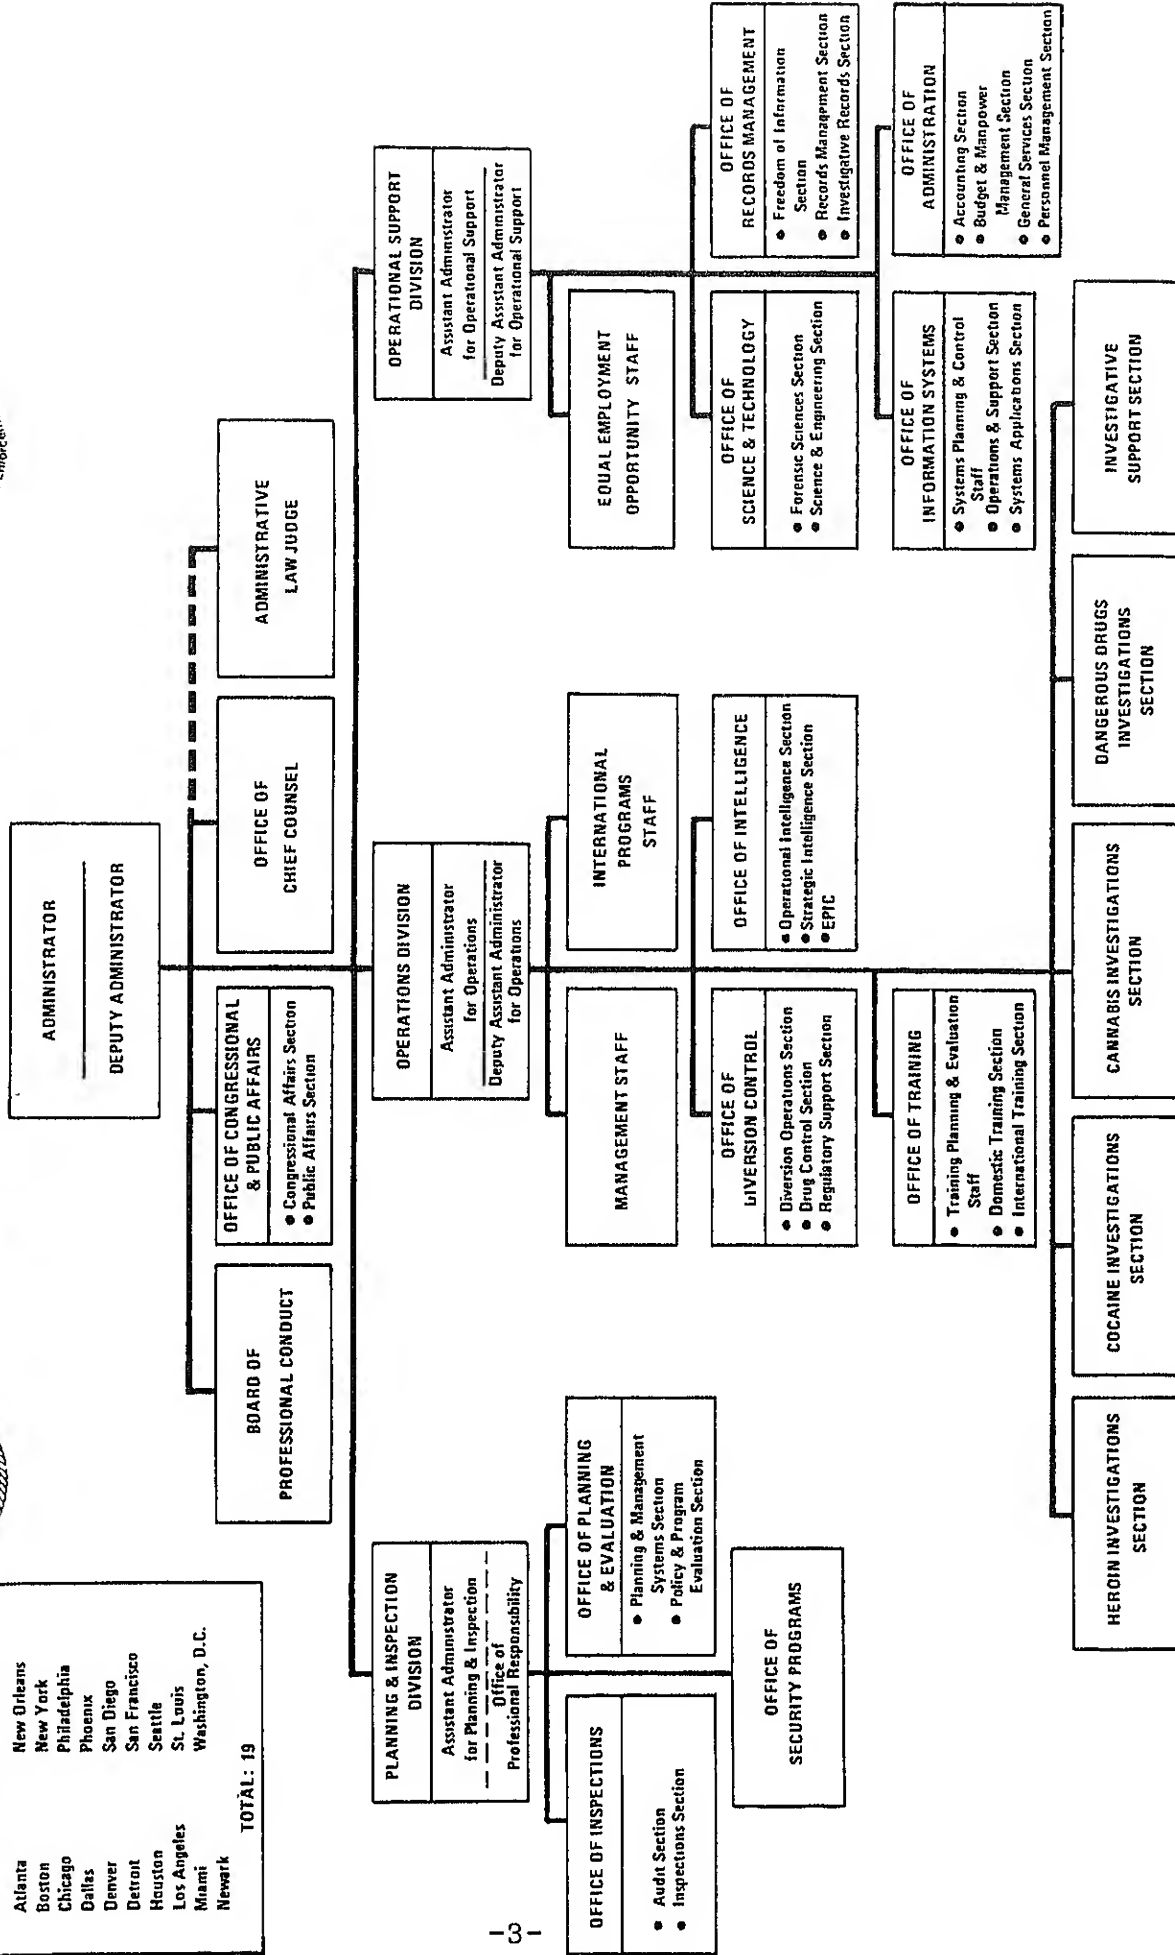 Atlanta
Boston
Chicago
Dallas
Denver
Detroit
Houston
Los Angeles
Miami
Newark
New Orleans
New York
Philadelphia
Phoenix
San Diego
San Francisco
Seattle
St. Louis
Washington, D.C.
TOTAL: 19
ADMINISTRATOR
DEPUTY ADMINISTRATOR
BOARD OF
PROFESSIONAL CONDUCT
OFFICE OF CONGRESSIONAL
& PUBLIC AFFAIRS
• Congressional Affairs Section
• Public Affairs Section
OFFICE OF
CHIEF COUNSEL
ADMINISTRATIVE
LAW JUDGE
PLANNING & INSPECTION
DIVISION
Assistant Administrator
for Planning & Inspection
Office of
Professional Responsibility
OPERATIONS DIVISION
Assistant Administrator
for Operations
Deputy Assistant Administrator
for Operations
OPERATIONAL SUPPORT
DIVISION
Assistant Administrator
for Operational Support
Deputy Assistant Administrator
for Operational Support
OFFICE OF INSPECTIONS
• Audit Section
• Inspections Section
OFFICE OF PLANNING
& EVALUATION
• Planning & Management
Systems Section
• Policy & Program
Evaluation Section
OFFICE OF
SECURITY PROGRAMS
MANAGEMENT STAFF
INTERNATIONAL
PROGRAMS
STAFF
EQUAL EMPLOYMENT
OPPORTUNITY STAFF
OFFICE OF
DIVERSION CONTROL
• Diversion Operations Section
• Drug Control Section
• Regulatory Support Section
OFFICE OF INTELLIGENCE
• Operational Intelligence Section
• Strategic Intelligence Section
• EPIC
OFFICE OF
SCIENCE & TECHNOLOGY
• Forensic Sciences Section
• Science & Engineering Section
OFFICE OF
RECORDS MANAGEMENT
• Freedom of Information
Section
• Records Management Section
• Investigative Records Section
OFFICE OF TRAINING
• Training Planning & Evaluation
Staff
• Domestic Training Section
• International Training Section
OFFICE OF
INFORMATION SYSTEMS
• Systems Planning & Control
Staff
• Operations & Support Section
• Systems Applications Section
OFFICE OF
ADMINISTRATION
• Accounting Section
• Budget & Manpower
Management Section
• General Services Section
• Personnel Management Section
HEROIN INVESTIGATIONS
SECTION
COCAINE INVESTIGATIONS
SECTION
CANNABIS INVESTIGATIONS
SECTION
DANGEROUS DRUGS
INVESTIGATIONS
SECTION
INVESTIGATIVE
SUPPORT SECTION
-3-